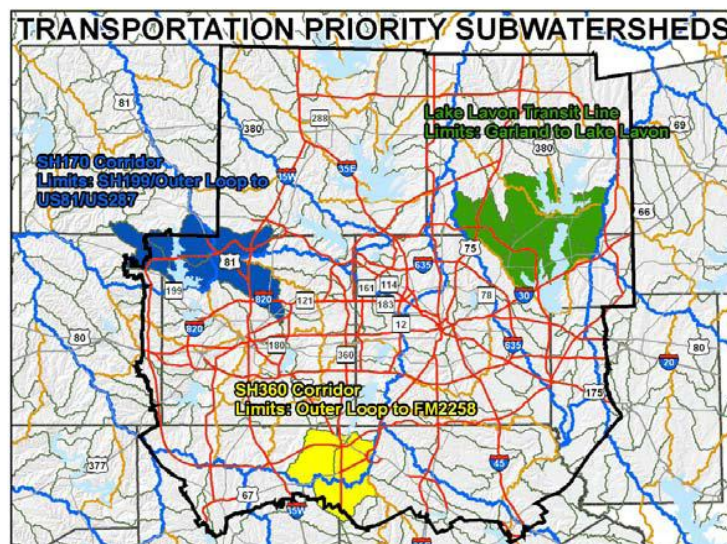 TRANSPORTATION PRIORITY SUBWATERSHEDS
81
288
380
Lake Lavon Transit Line
Limits: Garland to Lake Lavon
69
380
SH170 Corridor
Limits: SH199/Outer Loop to
US81/US287
35W
35E
66
75
81
635
199
161
114
121
183
78
30
820
820
12
80
180
360
635
80
20
SH360 Corridor
Limits: Outer Loop to FM2258
175
377
45
67
35W